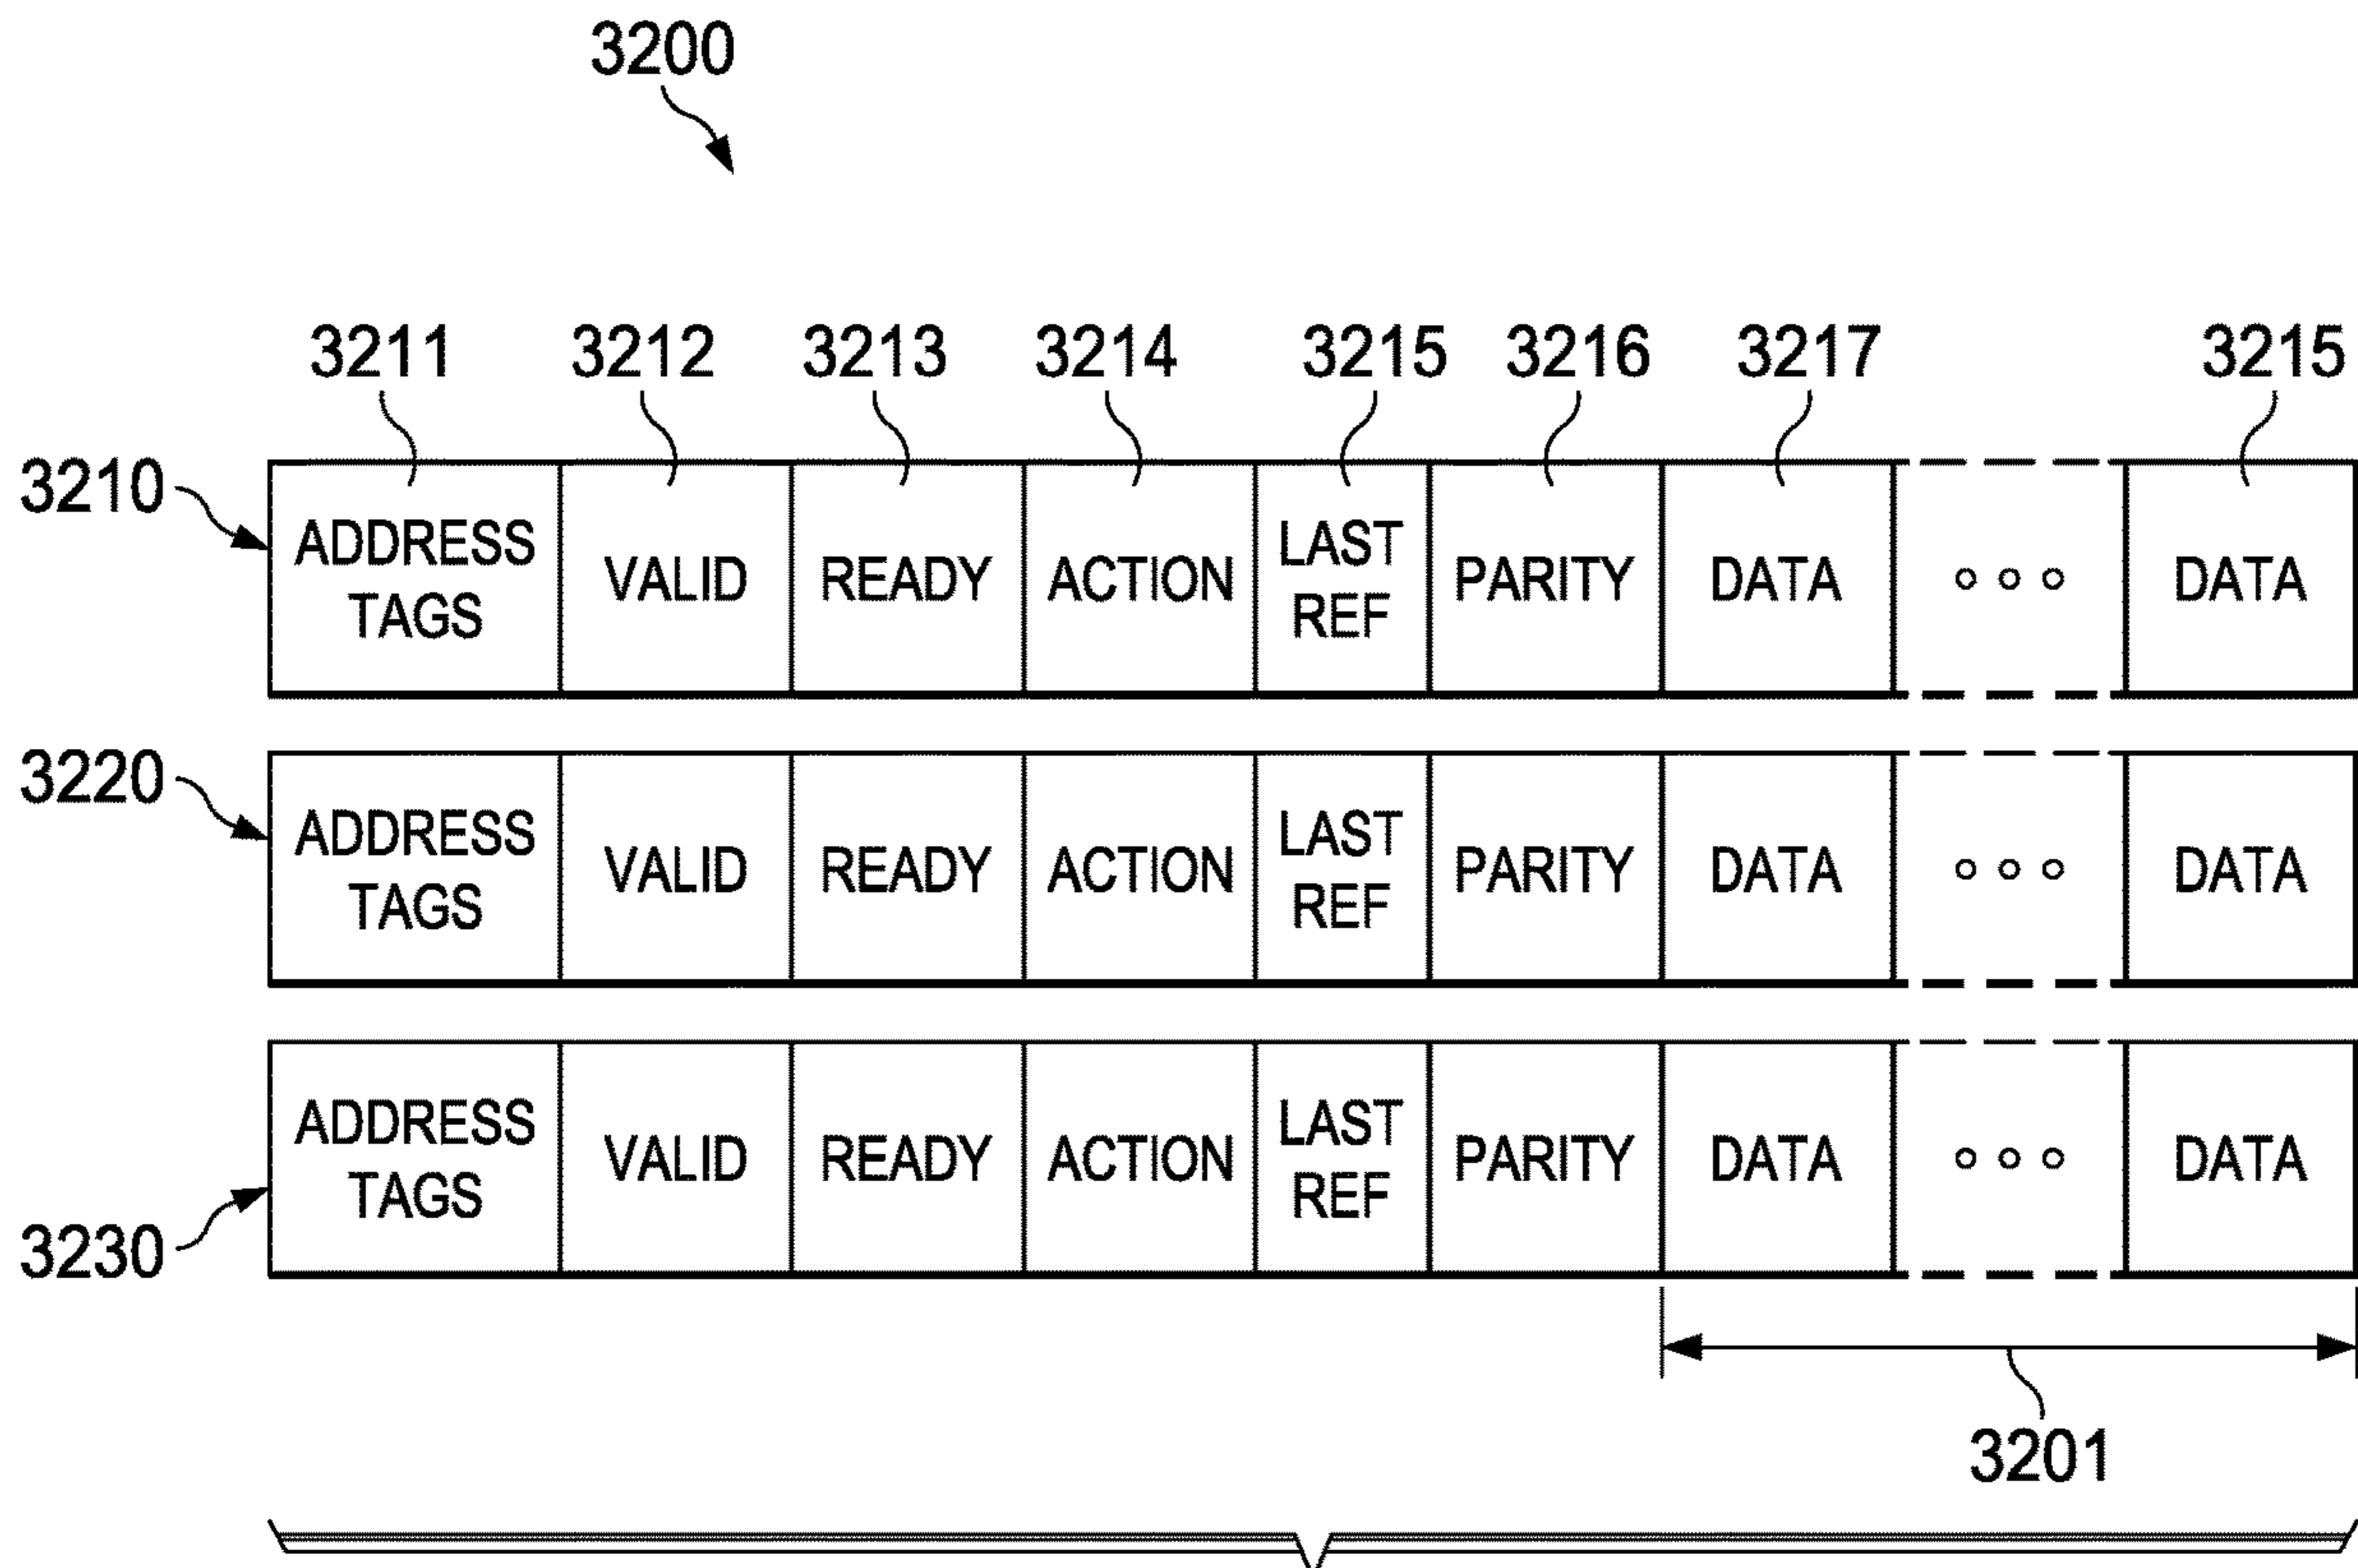 3200
3211 3212 3213 3214 3215 3216 3217 3215
3210
ADDRESS TAGS VALID READY ACTION LAST REF PARITY DATA ○ ○ ○ DATA
3220
ADDRESS TAGS VALID READY ACTION LAST REF PARITY DATA ○ ○ ○ DATA
3230
ADDRESS TAGS VALID READY ACTION LAST REF PARITY DATA ○ ○ ○ DATA
3201